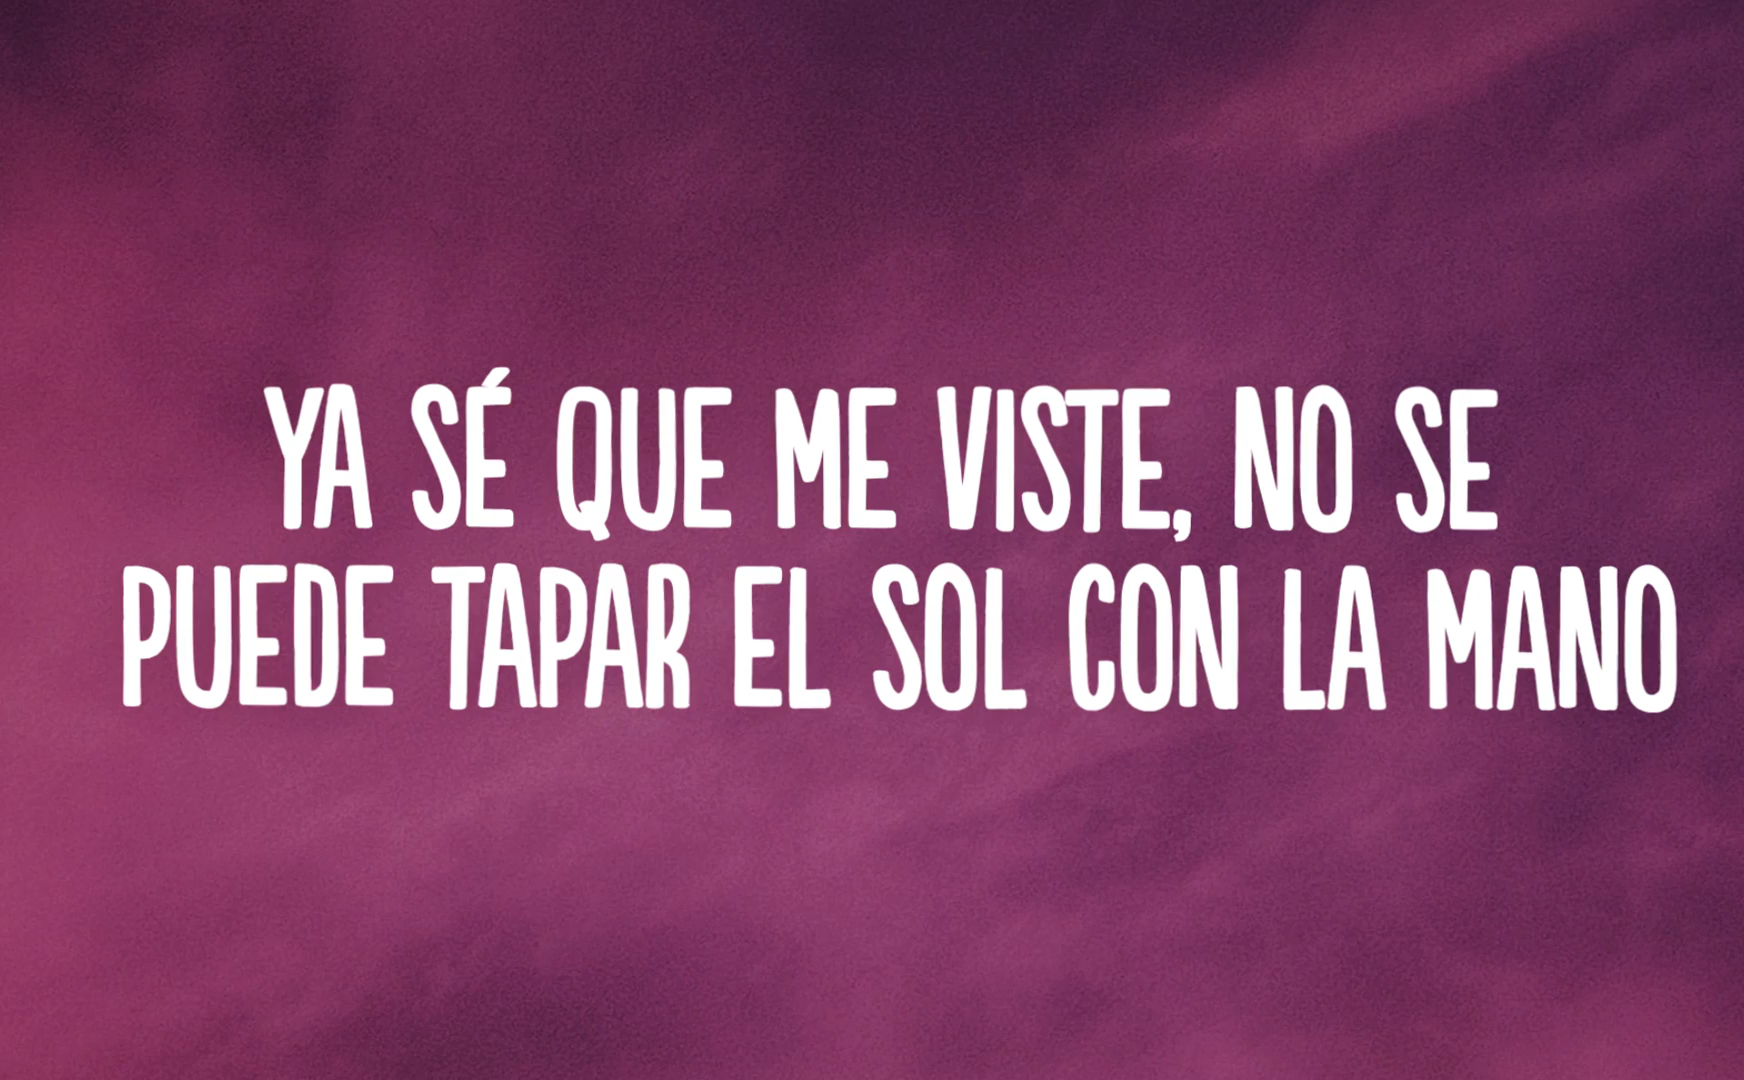 YA SÉ QUE ME VISTE, NO SE
PUEDE TAPAR EL SOL CON LA MANO